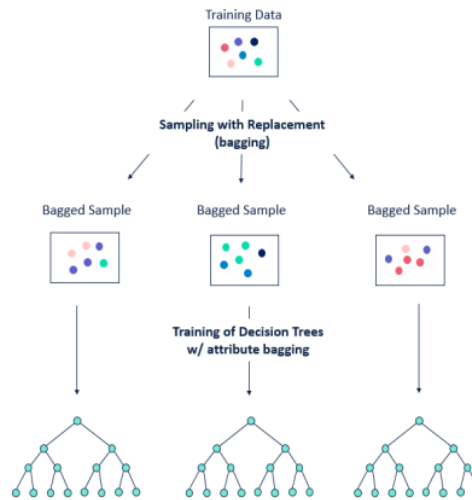 Training Data
Sampling with Replacement
(bagging)
Bagged Sample
Bagged Sample
Bagged Sample
Training of Decision Trees
w/ attribute bagging